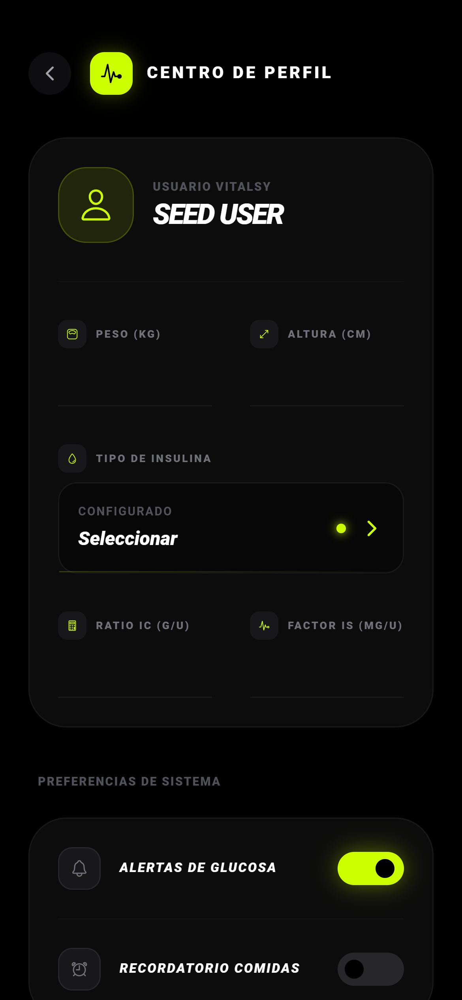 CENTRO DE PERFIL
USUARIO VITALSY
SEED USER
PESO (KG)
ALTURA (CM)
TIPO DE INSULINA
CONFIGURADO
Seleccionar
RATIO IC (G/U)
FACTOR IS (MG/U)
PREFERENCIAS DE SISTEMA
ALERTAS DE GLUCOSA
RECORDATORIO COMIDAS